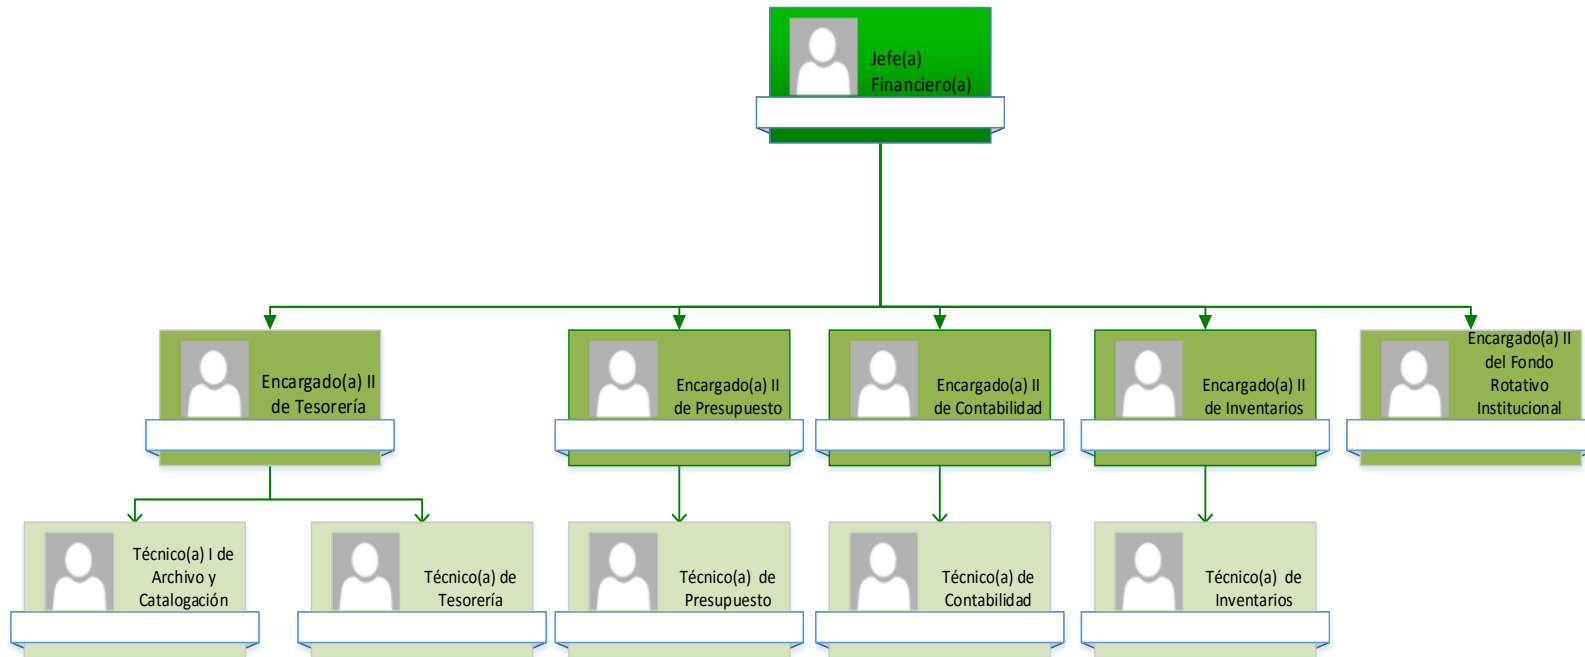 Jefe(a)
Financiero(a)
Encargado(a) II
de Tesorería
Encargado(a) II
de Presupuesto
Encargado(a) II
de Contabilidad
Encargado(a) II
de Inventarios
Encargado(a) II
del Fondo
Rotativo
Institucional
Técnico(a) I de
Archivo y
Catalogación
Técnico(a) de
Tesorería
Técnico(a) de
Presupuesto
Técnico(a) de
Contabilidad
Técnico(a) de
Inventarios